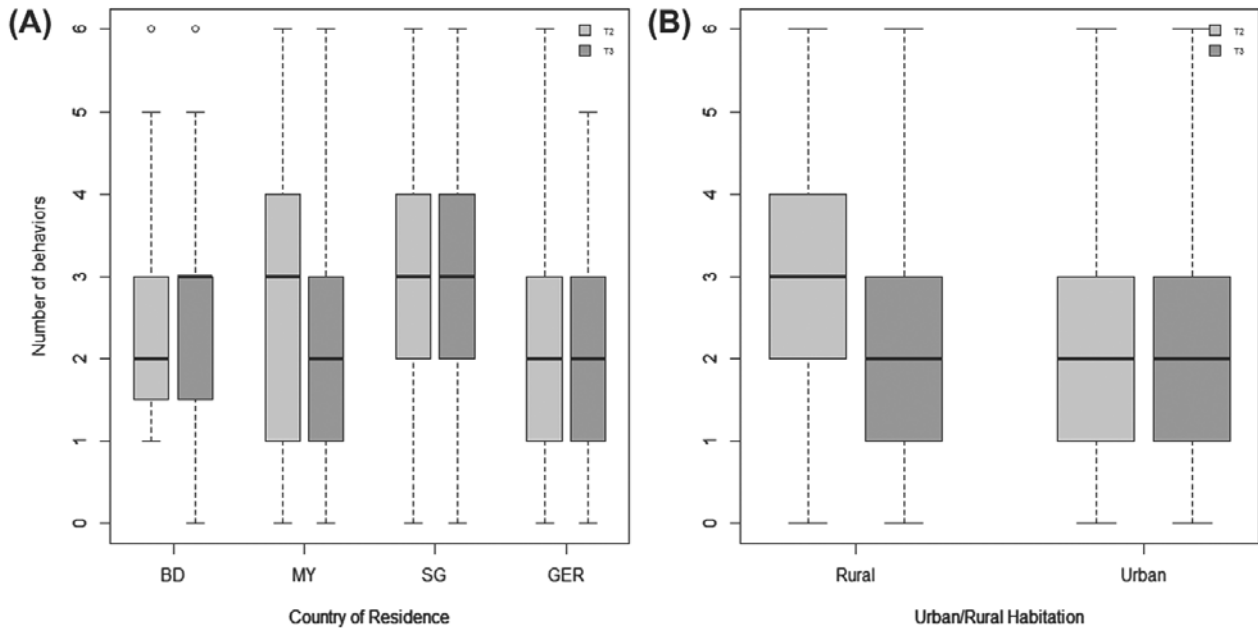 (A)
T2
T3
6
5
4
3
2
1
0
Number of behaviors
BD MY SG GER
Country of Residence
(B)
T2
T3
6
5
4
3
2
1
0
Rural Urban
Urban/Rural Habitation